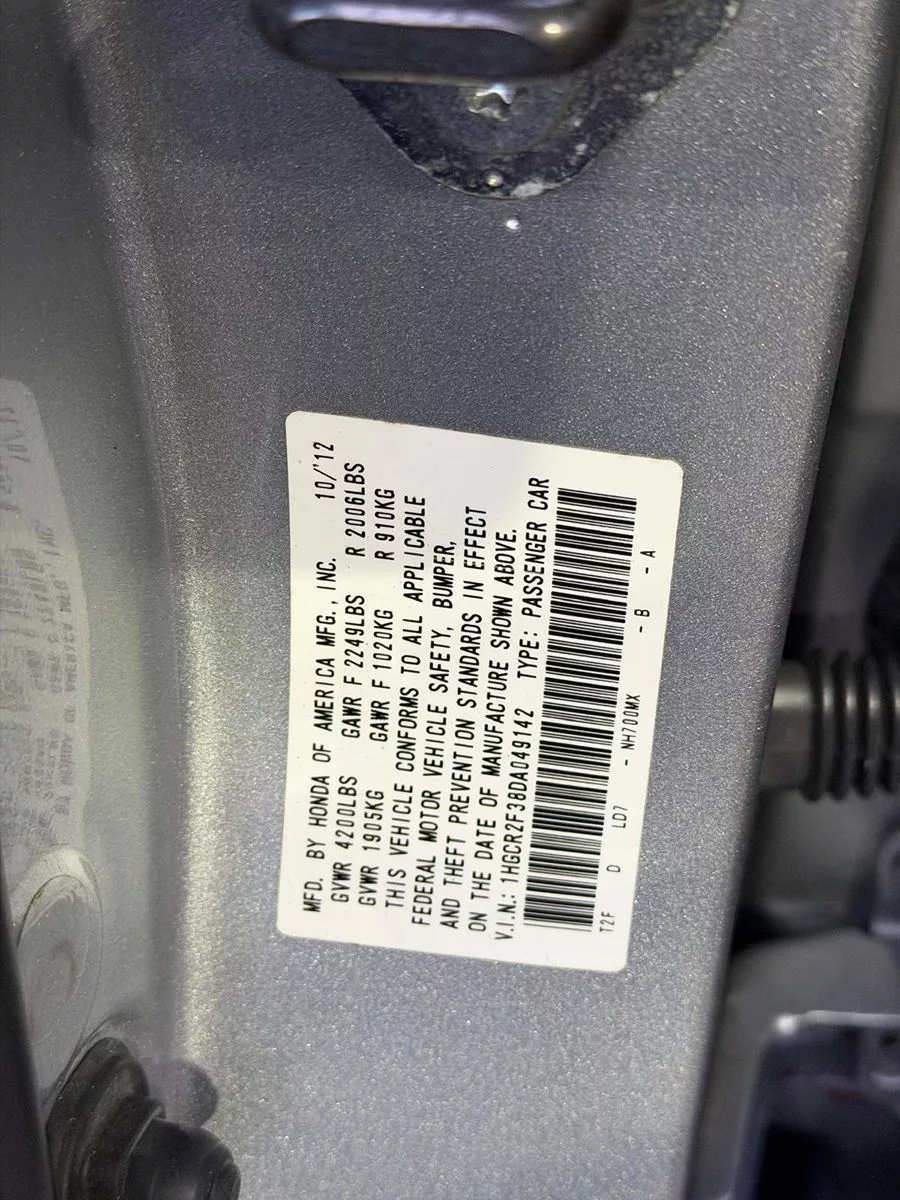 MFD. BY HONDA OF AMERICA MFG., INC. 10/'12
GVWR 4200LBS GAWR F 2249LBS R 2006LBS
GVWR 1905KG GAWR F 1020KG R 910KG
THIS VEHICLE CONFORMS TO ALL APPLICABLE
FEDERAL MOTOR VEHICLE SAFETY, BUMPER,
AND THEFT PREVENTION STANDARDS IN EFFECT
ON THE DATE OF MANUFACTURE SHOWN ABOVE.
V.I.N.: 1HGCR2F38DA049142 TYPE: PASSENGER CAR
T2F D LD7 - NH700MX - B - A